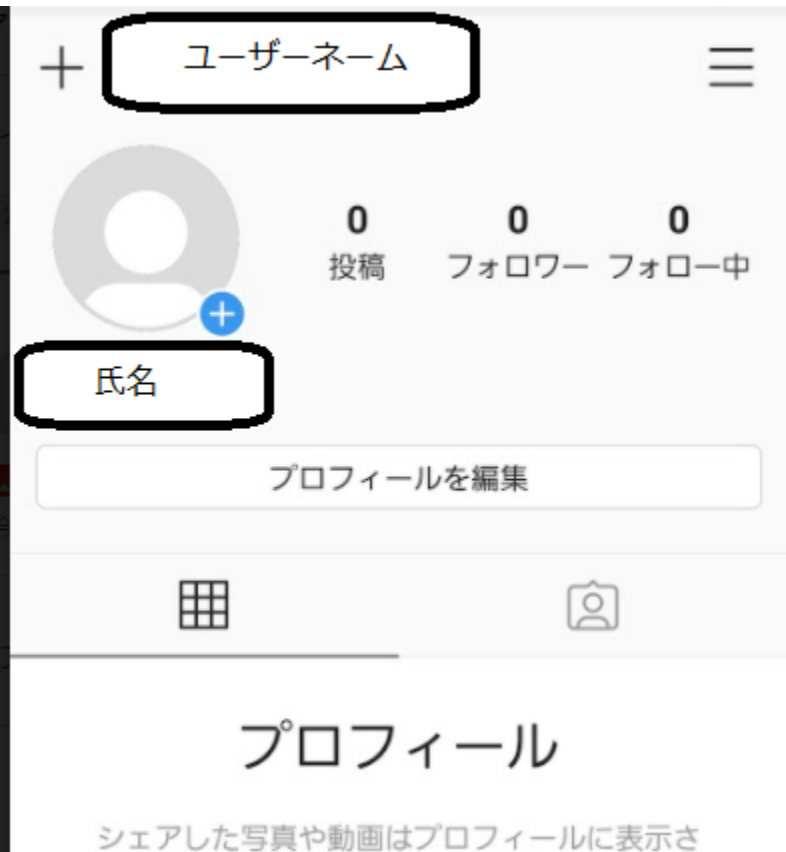 ユーザーネーム
0 0 0
投稿 フォロワー フォロー中
氏名
プロフィールを編集
プロフィール
シェアした写真や動画はプロフィールに表示さ